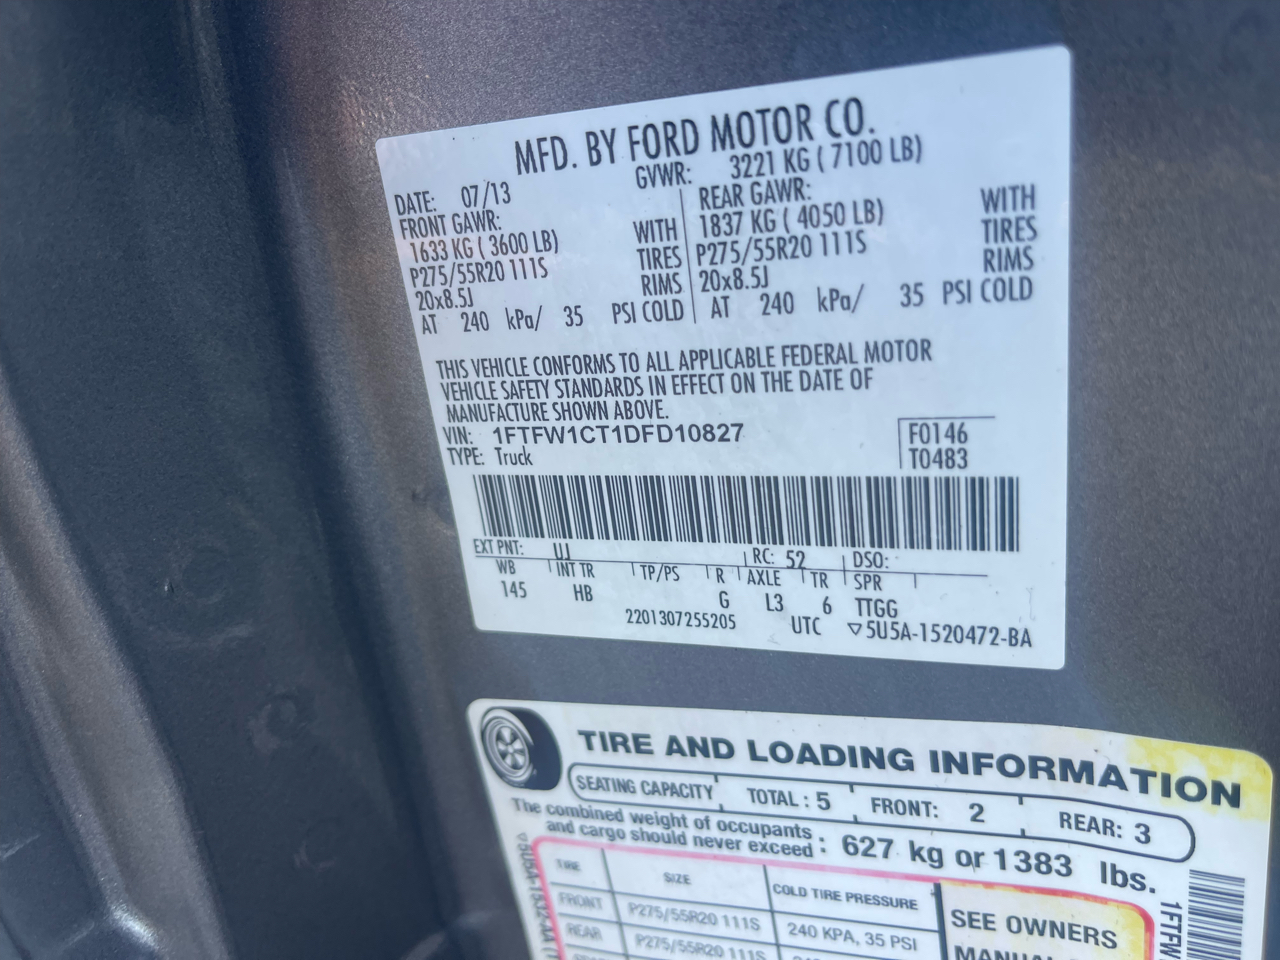 MFD. BY FORD MOTOR CO.
DATE: 07/13 GVWR: 3221 KG ( 7100 LB)
FRONT GAWR: REAR GAWR:
1633 KG ( 3600 LB) WITH 1837 KG ( 4050 LB) WITH
P275/55R20 111S TIRES P275/55R20 111S TIRES
20x8.5J RIMS 20x8.5J RIMS
AT 240 kPa/ 35 PSI COLD AT 240 kPa/ 35 PSI COLD
THIS VEHICLE CONFORMS TO ALL APPLICABLE FEDERAL MOTOR
VEHICLE SAFETY STANDARDS IN EFFECT ON THE DATE OF
MANUFACTURE SHOWN ABOVE.
VIN: 1FTFW1CT1DFD10827 F0146
TYPE: Truck T0483
EXT PNT: UJ RC: 52 DSO:
WB INT TR TP/PS R AXLE TR SPR
145 HB G L3 6 TTGG
2201307255205 UTC ▽5U5A-1520472-BA
TIRE AND LOADING INFORMATION
SEATING CAPACITY TOTAL : 5 FRONT: 2 REAR: 3
The combined weight of occupants
and cargo should never exceed : 627 kg or 1383 lbs.
TIRE SIZE COLD TIRE PRESSURE
FRONT P275/55R20 111S 240 KPA, 35 PSI
REAR P275/55R20 111S
SEE OWNERS
MANUAL
1FTFW